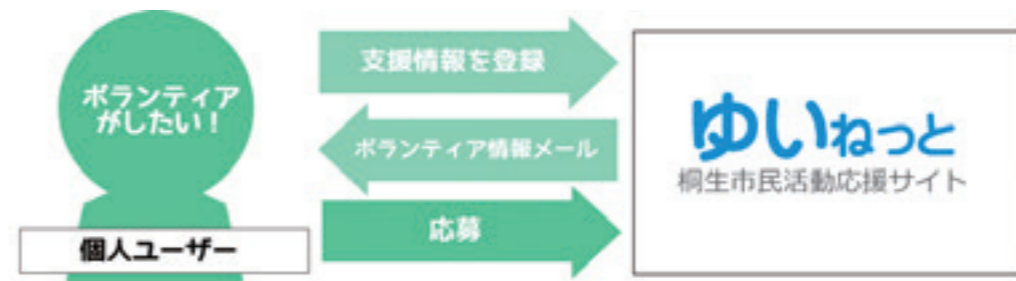 ボランティア
がしたい！
個人ユーザー
支援情報を登録
ボランティア情報メール
応募
ゆいねっと
桐生市民活動応援サイト